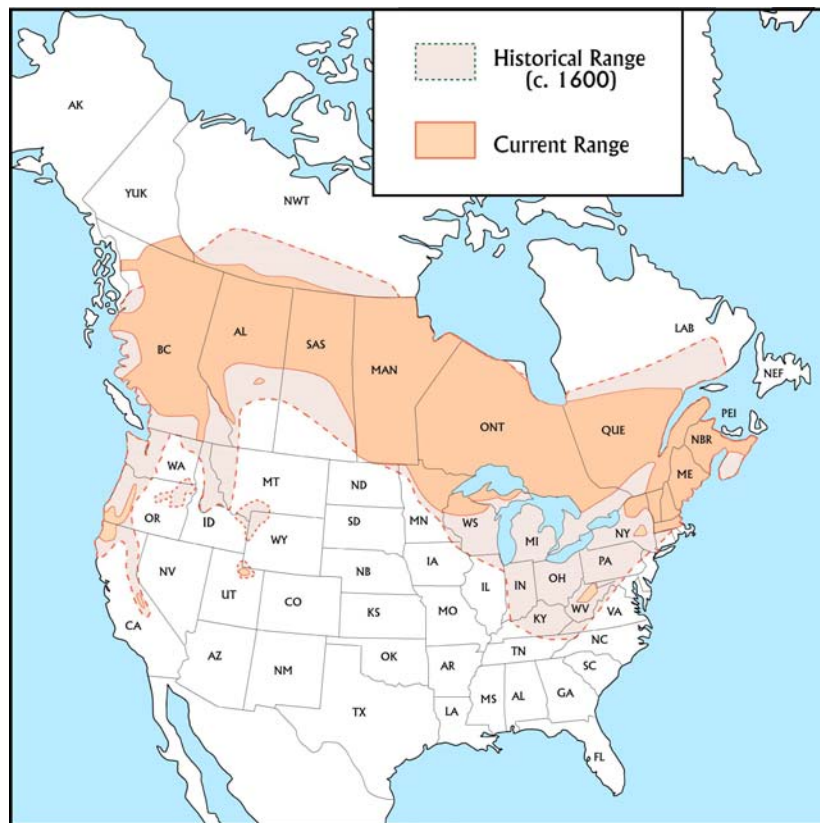 Historical Range
(c. 1600)
Current Range
AK
YUK
NWT
LAB
NEF
BC
AL
SAS
MAN
ONT
QUE
PEI
NBR
ME
WA
MT
ND
MN
WS
MI
NY
OR
ID
WY
SD
IA
PA
NV
UT
CO
NB
IL
IN
OH
WV
VA
CA
KS
MO
KY
AZ
NM
OK
AR
TN
NC
SC
TX
LA
MS
AL
GA
FL